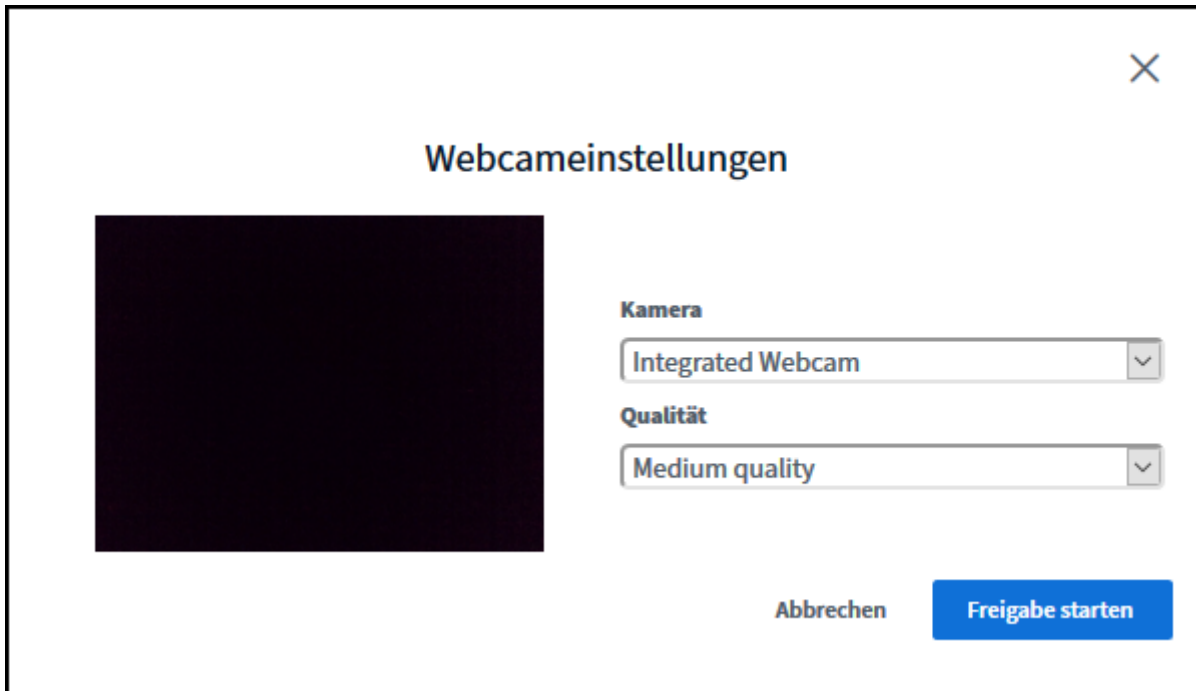 Webcameinstellungen
Kamera
Integrated Webcam
Qualität
Medium quality
Abbrechen
Freigabe starten